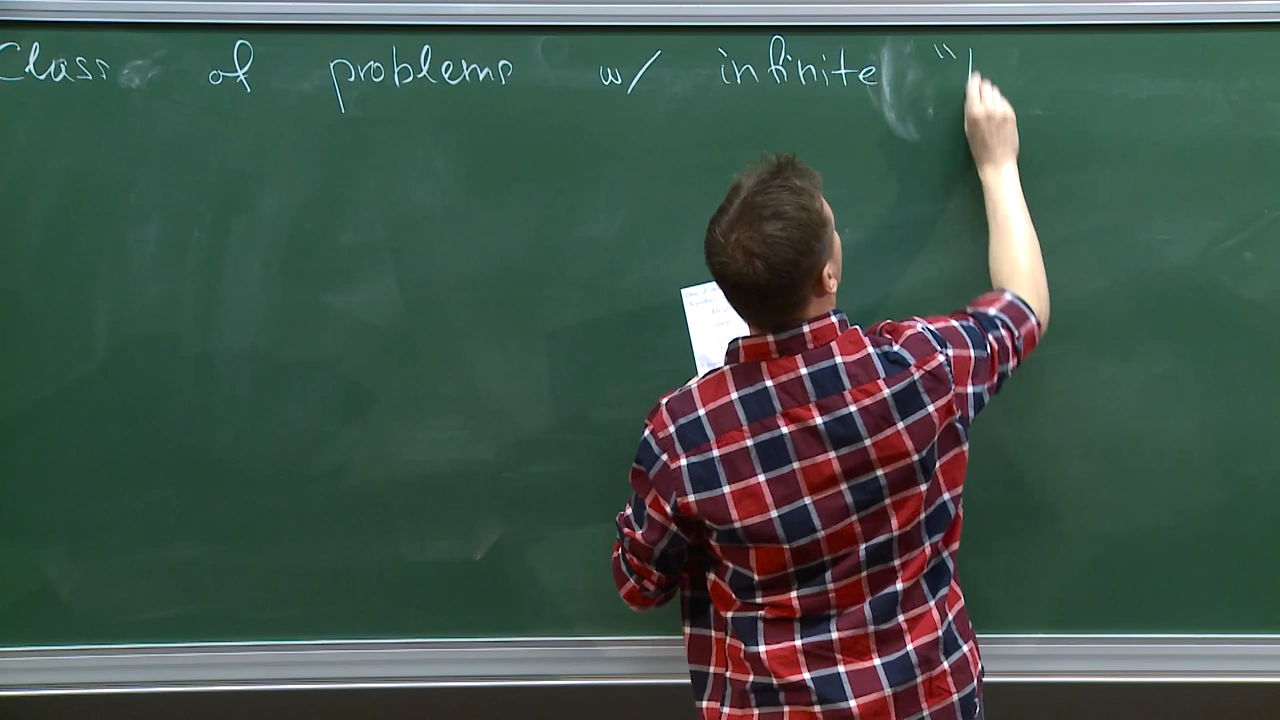 Class of problems w/ infinite "